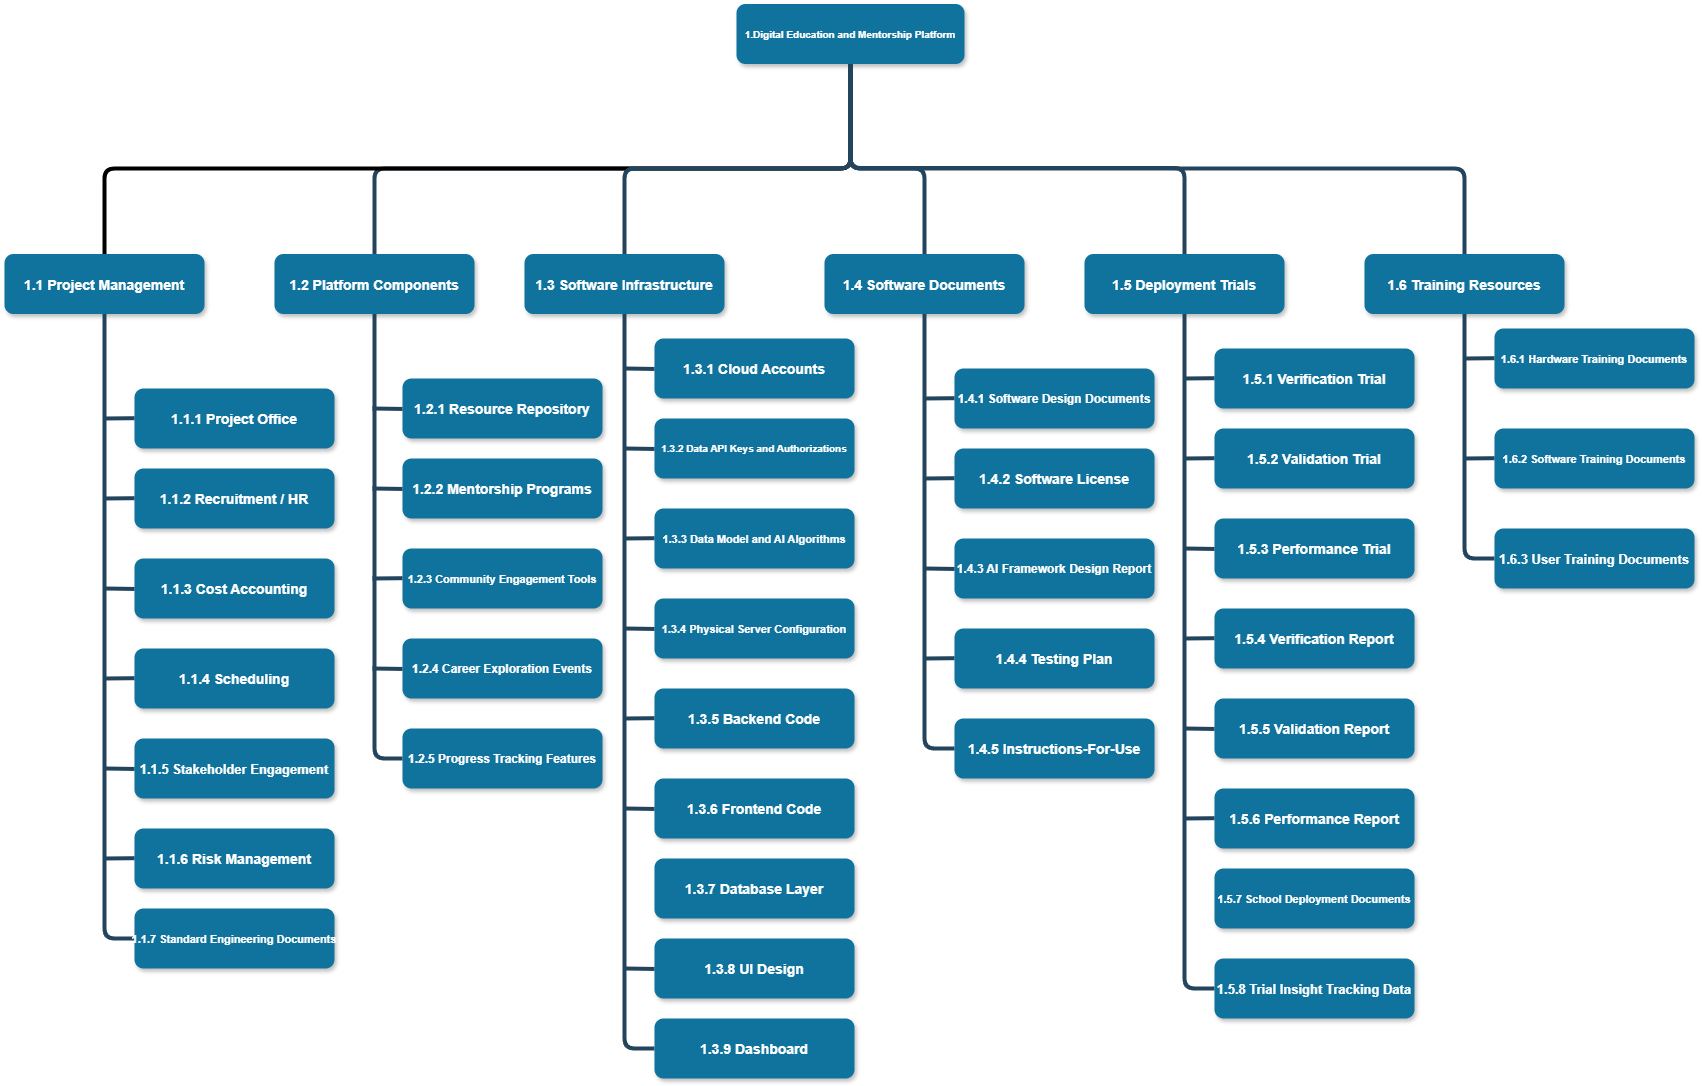 1.Digital Education and Mentorship Platform
1.1 Project Management
1.2 Platform Components
1.3 Software Infrastructure
1.4 Software Documents
1.5 Deployment Trials
1.6 Training Resources
1.1.1 Project Office
1.1.2 Recruitment / HR
1.1.3 Cost Accounting
1.1.4 Scheduling
1.1.5 Stakeholder Engagement
1.1.6 Risk Management
1.1.7 Standard Engineering Documents
1.2.1 Resource Repository
1.2.2 Mentorship Programs
1.2.3 Community Engagement Tools
1.2.4 Career Exploration Events
1.2.5 Progress Tracking Features
1.3.1 Cloud Accounts
1.3.2 Data API Keys and Authorizations
1.3.3 Data Model and AI Algorithms
1.3.4 Physical Server Configuration
1.3.5 Backend Code
1.3.6 Frontend Code
1.3.7 Database Layer
1.3.8 UI Design
1.3.9 Dashboard
1.4.1 Software Design Documents
1.4.2 Software License
1.4.3 AI Framework Design Report
1.4.4 Testing Plan
1.4.5 Instructions-For-Use
1.5.1 Verification Trial
1.5.2 Validation Trial
1.5.3 Performance Trial
1.5.4 Verification Report
1.5.5 Validation Report
1.5.6 Performance Report
1.5.7 School Deployment Documents
1.5.8 Trial Insight Tracking Data
1.6.1 Hardware Training Documents
1.6.2 Software Training Documents
1.6.3 User Training Documents